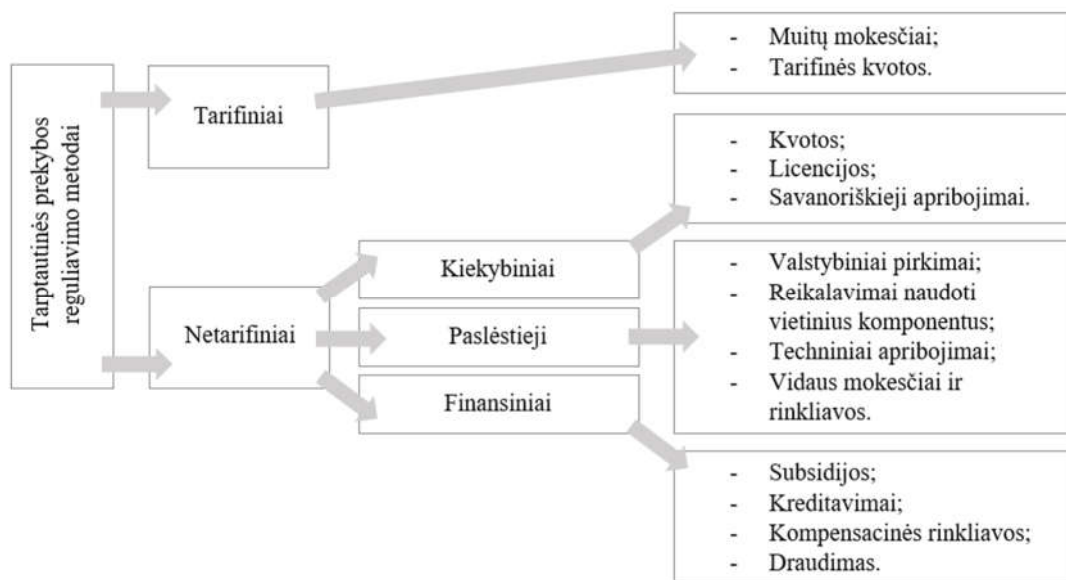 Tarptautinės prekybos
reguliavimo metodai
Tarifiniai
- Muitų mokesčiai;
- Tarifinės kvotos.
Netarifiniai
Kiekybiniai
- Kvotos;
- Licencijos;
- Savanoriškieji apribojimai.
Paslėstieji
- Valstybiniai pirkimai;
- Reikalavimai naudoti
vietinius komponentus;
- Techniniai apribojimai;
- Vidaus mokesčiai ir
rinkliavos.
Finansiniai
- Subsidijos;
- Kreditavimai;
- Kompensacinės rinkliavos;
- Draudimas.